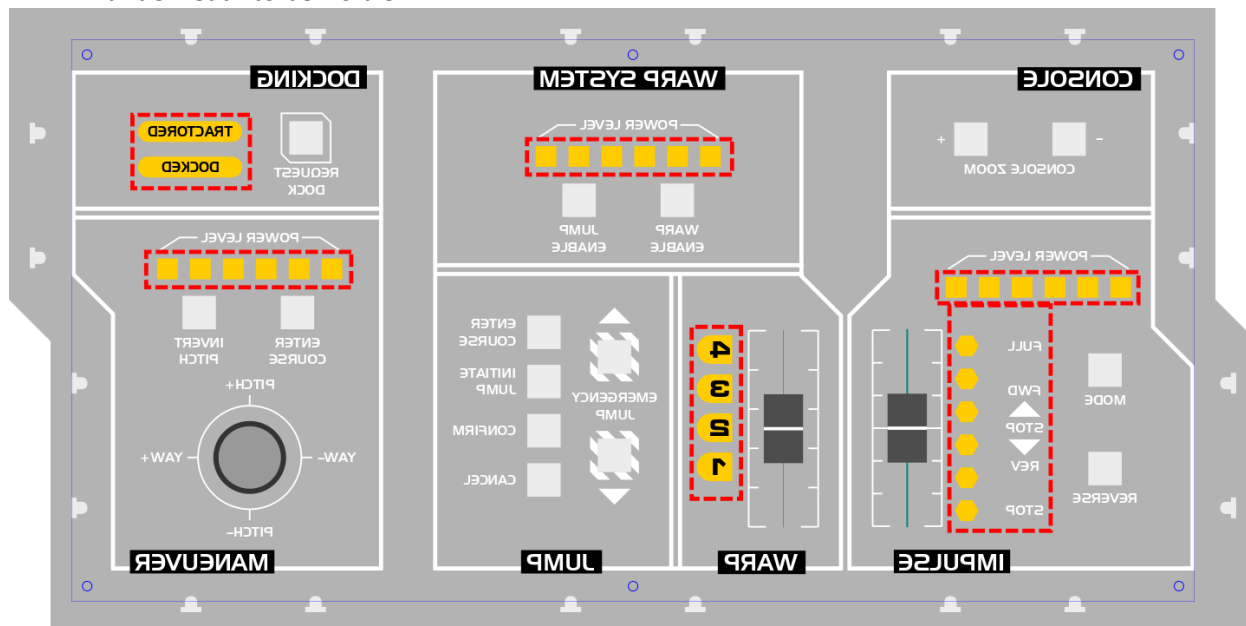 DOCKING
TRACTORED
DOCKED
REQUEST
DOCK
WARP SYSTEM
POWER LEVEL
JUMP
ENABLE
WARP
ENABLE
CONSOLE
+
-
CONSOLE ZOOM
POWER LEVEL
INVERT
PITCH
ENTER
COURSE
PITCH+
YAW+
YAW-
PITCH-
MANEUVER
ENTER
COURSE
INITIATE
JUMP
CONFIRM
CANCEL
EMERGENCY
JUMP
JUMP
4
3
2
1
WARP
POWER LEVEL
FULL
FWD
STOP
REV
STOP
MODE
REVERSE
IMPULSE